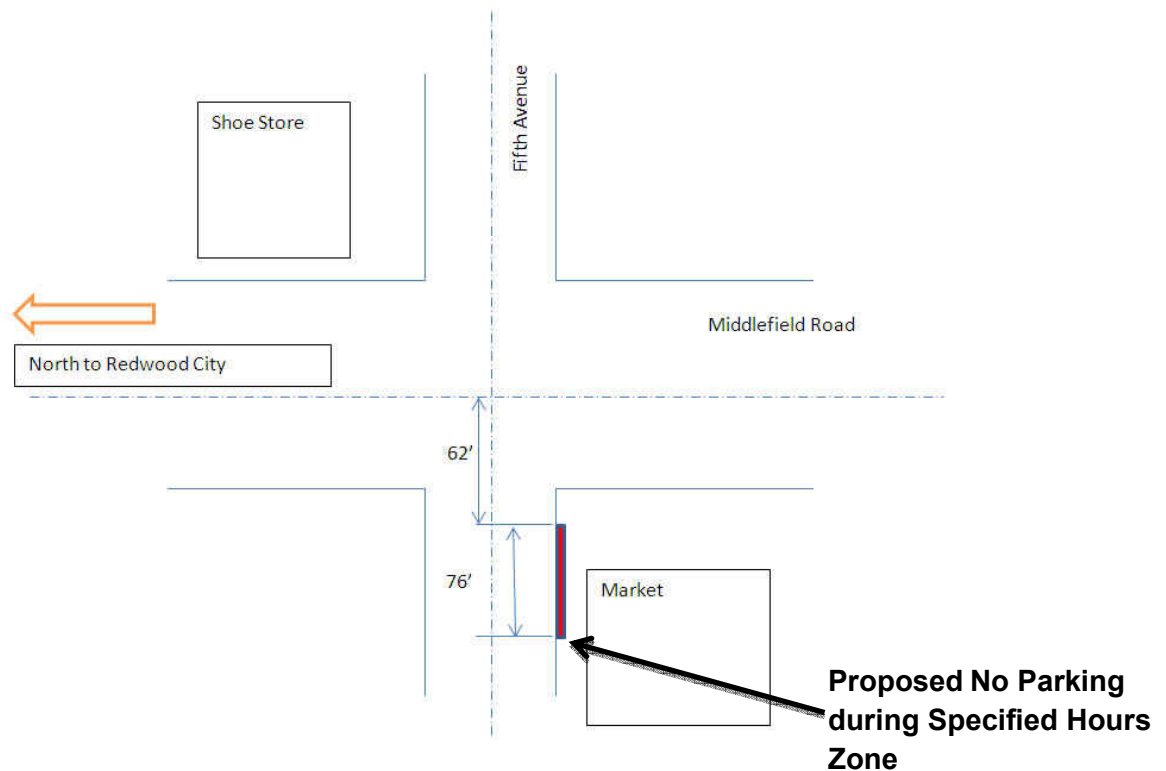 Shoe Store
Fifth Avenue
Middlefield Road
North to Redwood City
62’
76’
Market
Proposed No Parking
during Specified Hours
Zone